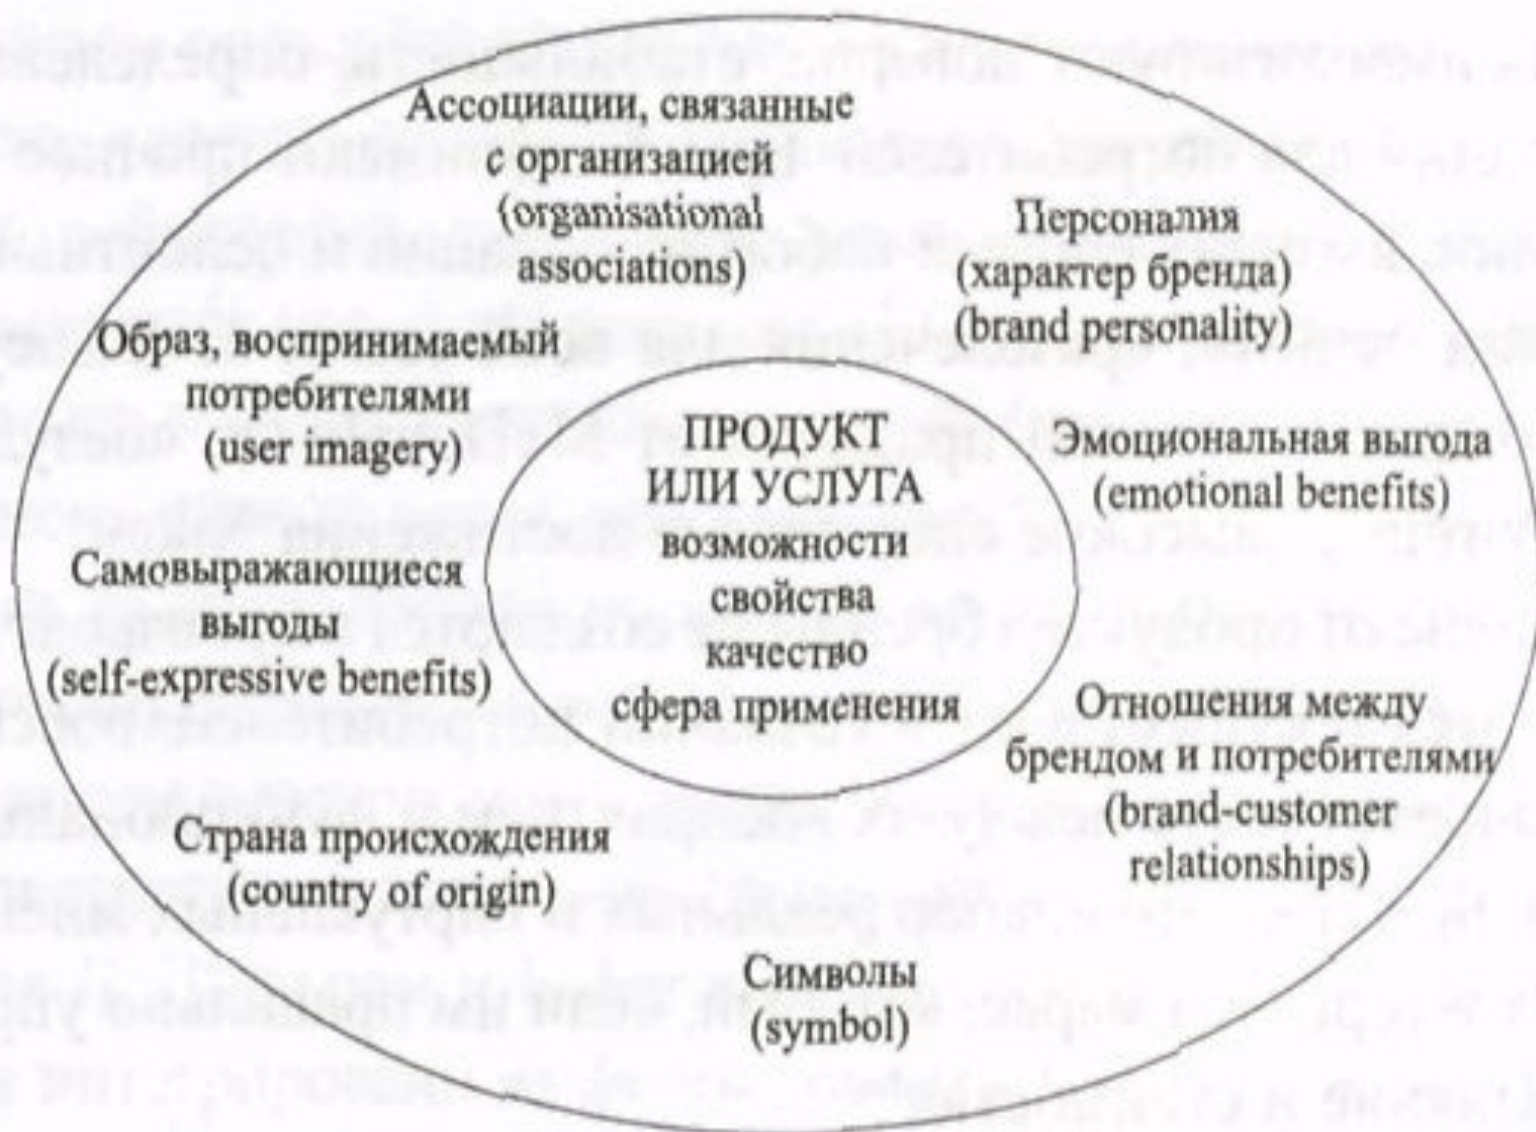 Ассоциации, связанные
с организацией
(organisational
associations)
Персоналия
(характер бренда)
(brand personality)
Образ, воспринимаемый
потребителями
(user imagery)
ПРОДУКТ
ИЛИ УСЛУГА
возможности
свойства
качество
сфера применения
Эмоциональная выгода
(emotional benefits)
Самовыражающиеся
выгоды
(self-expressive benefits)
Отношения между
брендом и потребителями
(brand-customer
relationships)
Страна происхождения
(country of origin)
Символы
(symbol)